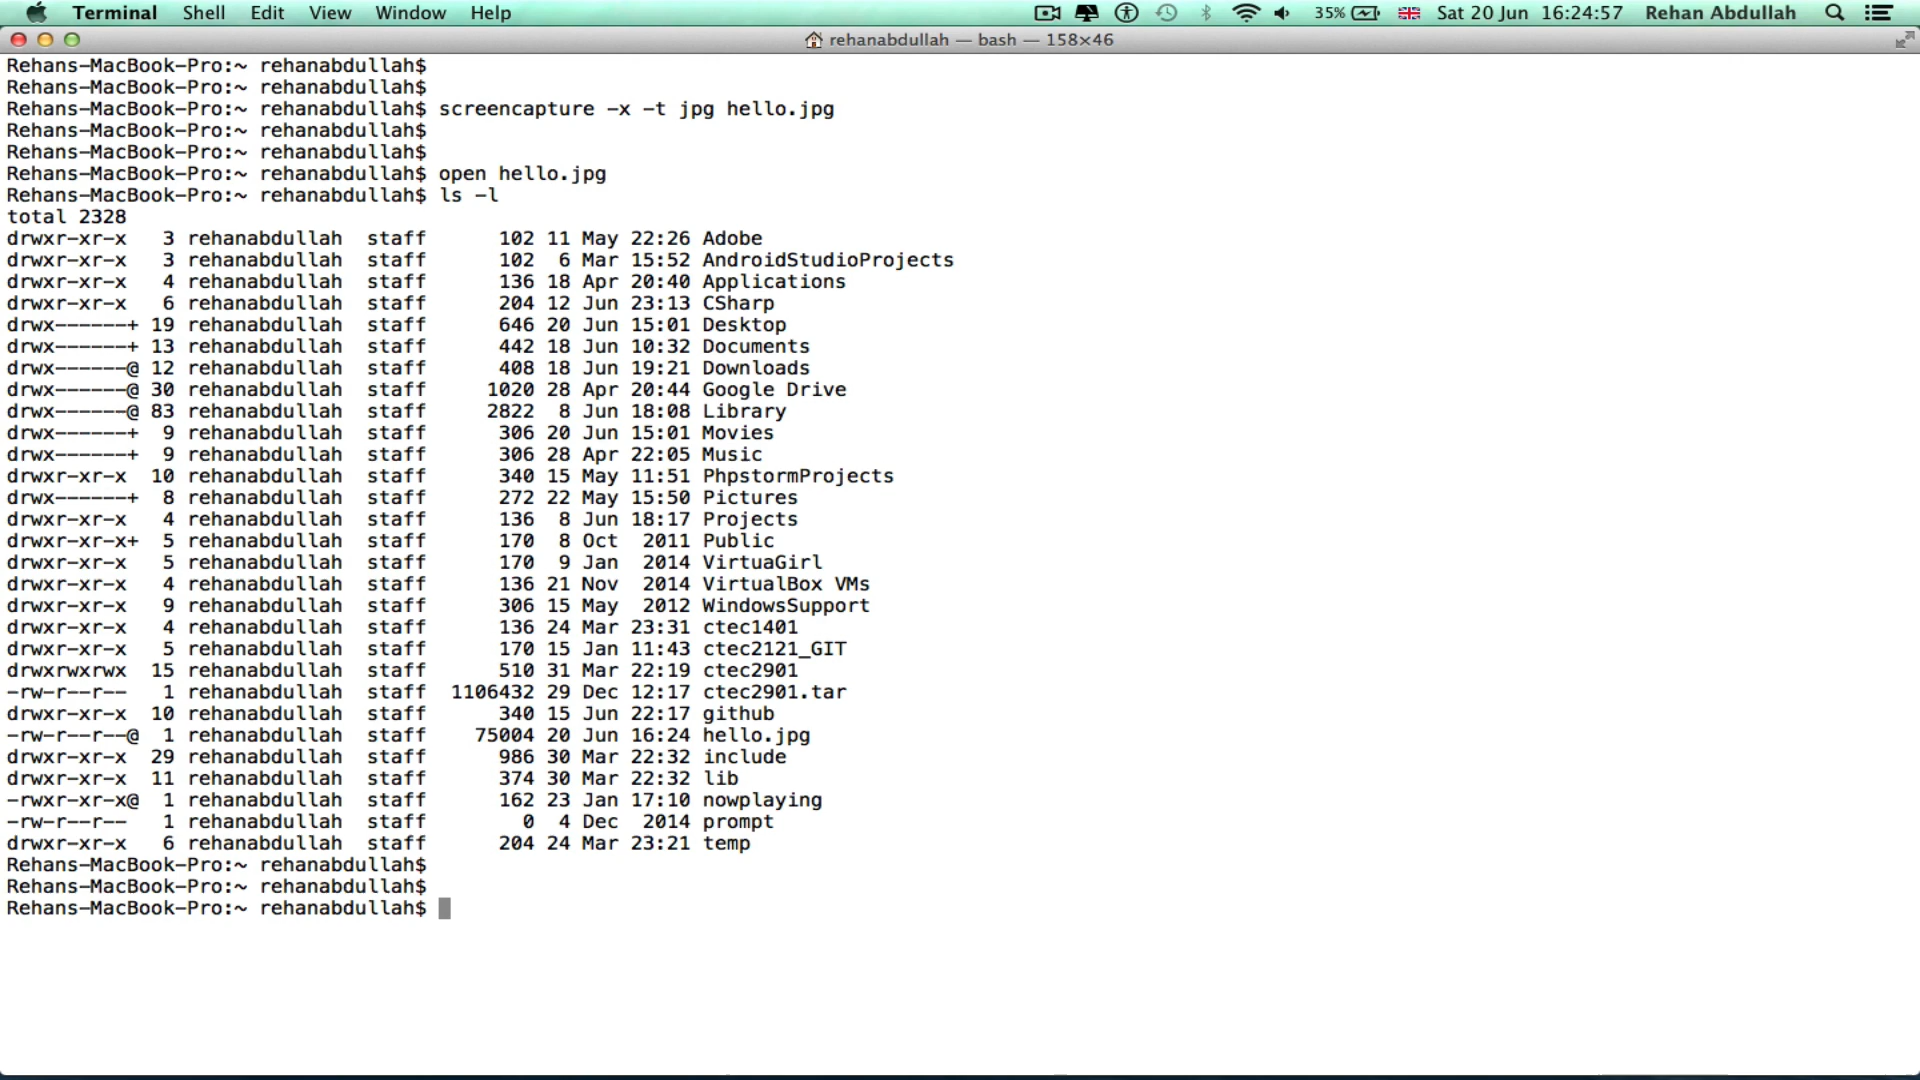 Terminal Shell Edit View Window Help 35% Sat 20 Jun 16:24:57 Rehan Abdullah
rehanabdullah — bash — 158×46
Rehans-MacBook-Pro:~ rehanabdullah$
Rehans-MacBook-Pro:~ rehanabdullah$
Rehans-MacBook-Pro:~ rehanabdullah$ screencapture -x -t jpg hello.jpg
Rehans-MacBook-Pro:~ rehanabdullah$
Rehans-MacBook-Pro:~ rehanabdullah$
Rehans-MacBook-Pro:~ rehanabdullah$ open hello.jpg
Rehans-MacBook-Pro:~ rehanabdullah$ ls -l
total 2328
drwxr-xr-x   3 rehanabdullah  staff      102 11 May 22:26 Adobe
drwxr-xr-x   3 rehanabdullah  staff      102  6 Mar 15:52 AndroidStudioProjects
drwxr-xr-x   4 rehanabdullah  staff      136 18 Apr 20:40 Applications
drwxr-xr-x   6 rehanabdullah  staff      204 12 Jun 23:13 CSharp
drwx------+ 19 rehanabdullah  staff      646 20 Jun 15:01 Desktop
drwx------+ 13 rehanabdullah  staff      442 18 Jun 10:32 Documents
drwx------@ 12 rehanabdullah  staff      408 18 Jun 19:21 Downloads
drwx------@ 30 rehanabdullah  staff     1020 28 Apr 20:44 Google Drive
drwx------@ 83 rehanabdullah  staff     2822  8 Jun 18:08 Library
drwx------+  9 rehanabdullah  staff      306 20 Jun 15:01 Movies
drwx------+  9 rehanabdullah  staff      306 28 Apr 22:05 Music
drwxr-xr-x  10 rehanabdullah  staff      340 15 May 11:51 PhpstormProjects
drwx------+  8 rehanabdullah  staff      272 22 May 15:50 Pictures
drwxr-xr-x   4 rehanabdullah  staff      136  8 Jun 18:17 Projects
drwxr-xr-x+  5 rehanabdullah  staff      170  8 Oct  2011 Public
drwxr-xr-x   5 rehanabdullah  staff      170  9 Jan  2014 VirtuaGirl
drwxr-xr-x   4 rehanabdullah  staff      136 21 Nov  2014 VirtualBox VMs
drwxr-xr-x   9 rehanabdullah  staff      306 15 May  2012 WindowsSupport
drwxr-xr-x   4 rehanabdullah  staff      136 24 Mar 23:31 ctec1401
drwxr-xr-x   5 rehanabdullah  staff      170 15 Jan 11:43 ctec2121_GIT
drwxrwxrwx  15 rehanabdullah  staff      510 31 Mar 22:19 ctec2901
-rw-r--r--   1 rehanabdullah  staff  1106432 29 Dec 12:17 ctec2901.tar
drwxr-xr-x  10 rehanabdullah  staff      340 15 Jun 22:17 github
-rw-r--r--@  1 rehanabdullah  staff    75004 20 Jun 16:24 hello.jpg
drwxr-xr-x  29 rehanabdullah  staff      986 30 Mar 22:32 include
drwxr-xr-x  11 rehanabdullah  staff      374 30 Mar 22:32 lib
-rwxr-xr-x@  1 rehanabdullah  staff      162 23 Jan 17:10 nowplaying
-rw-r--r--   1 rehanabdullah  staff        0  4 Dec  2014 prompt
drwxr-xr-x   6 rehanabdullah  staff      204 24 Mar 23:21 temp
Rehans-MacBook-Pro:~ rehanabdullah$
Rehans-MacBook-Pro:~ rehanabdullah$
Rehans-MacBook-Pro:~ rehanabdullah$